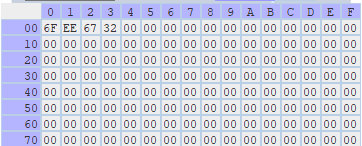 0 1 2 3 4 5 6 7 8 9 A B C D E F
00 6F EE 67 32 00 00 00 00 00 00 00 00 00 00 00 00
10 00 00 00 00 00 00 00 00 00 00 00 00 00 00 00 00
20 00 00 00 00 00 00 00 00 00 00 00 00 00 00 00 00
30 00 00 00 00 00 00 00 00 00 00 00 00 00 00 00 00
40 00 00 00 00 00 00 00 00 00 00 00 00 00 00 00 00
50 00 00 00 00 00 00 00 00 00 00 00 00 00 00 00 00
60 00 00 00 00 00 00 00 00 00 00 00 00 00 00 00 00
70 00 00 00 00 00 00 00 00 00 00 00 00 00 00 00 00